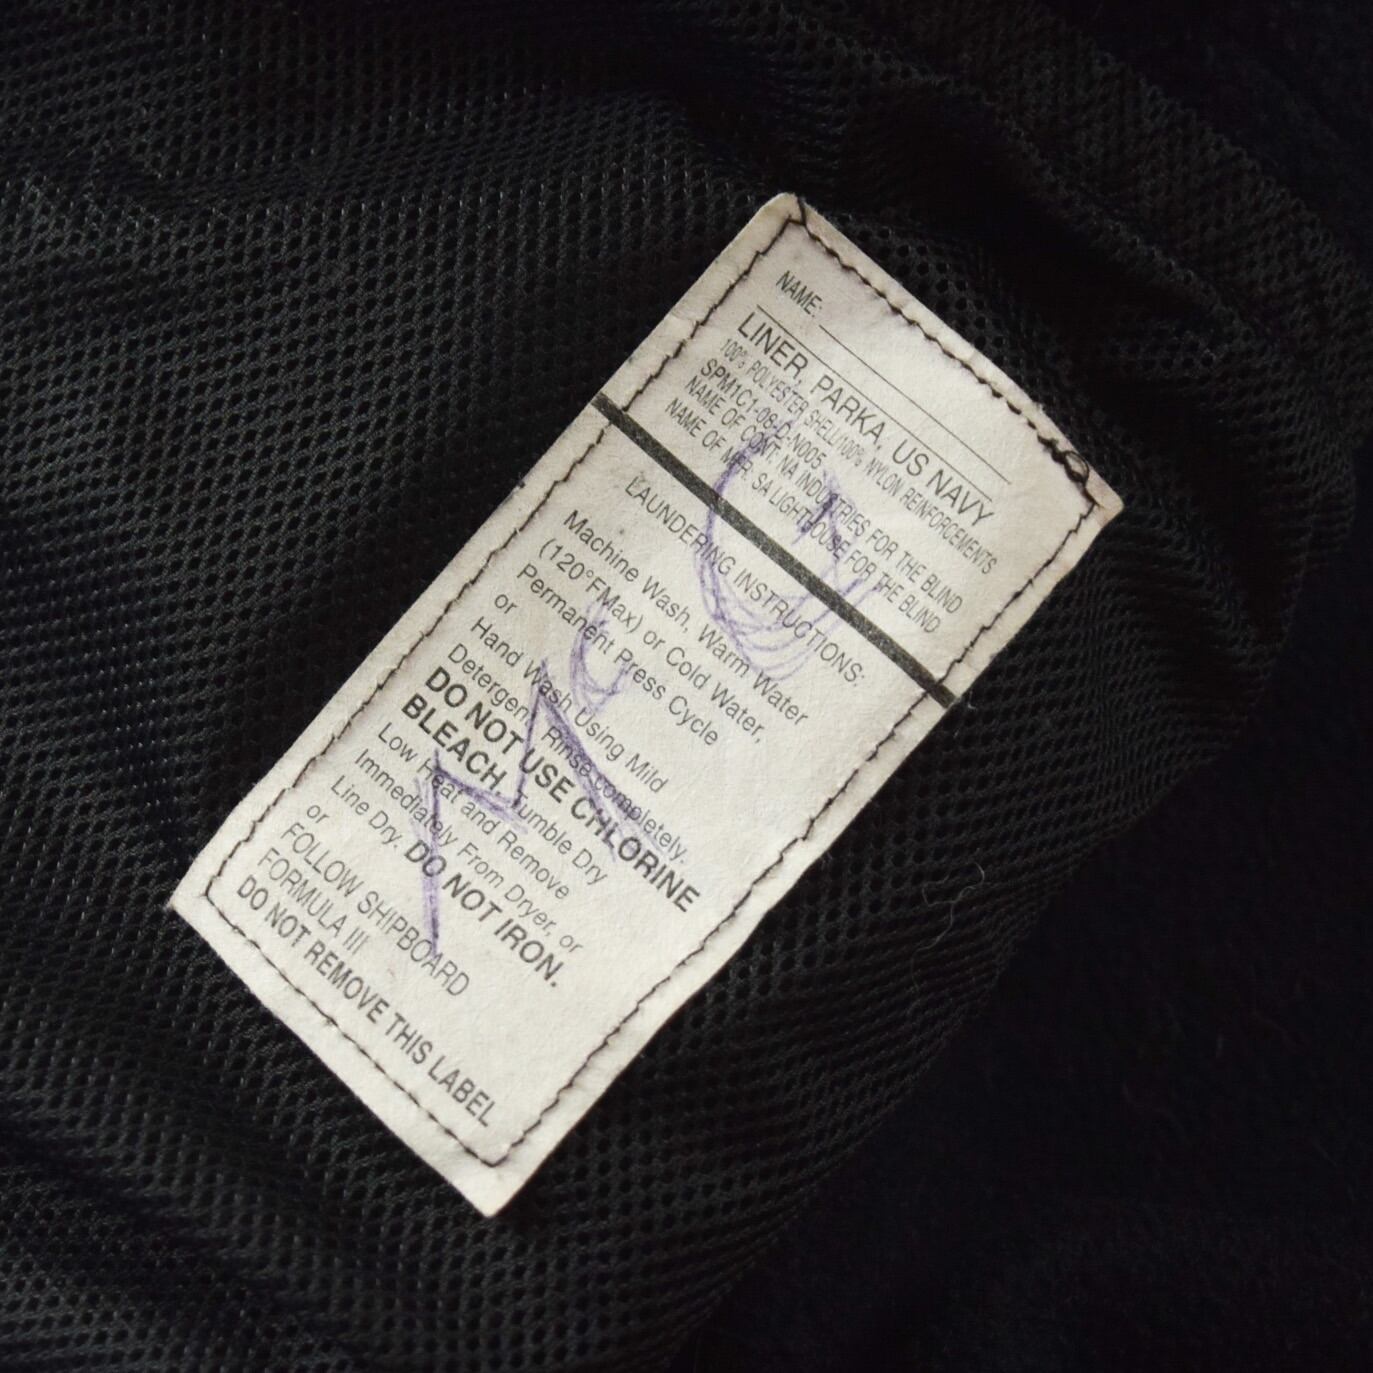 NAME:
LINER, PARKA, US NAVY
100% POLYESTER SHELL/100% NYLON REINFORCEMENTS
SPM1C1-08-D-N005
NAME OF CONT. NA INDUSTRIES FOR THE BLIND
NAME OF MFR. SA LIGHTHOUSE FOR THE BLIND
LAUNDERING INSTRUCTIONS:
Machine Wash, Warm Water
(120°FMax) or Cold Water,
Permanent Press Cycle
or
Hand Wash Using Mild
Detergent, Rinse completely.
DO NOT USE CHLORINE
BLEACH. Tumble Dry
Low Heat and Remove
Immediately From Dryer, or
Line Dry. DO NOT IRON.
or
FOLLOW SHIPBOARD
FORMULA III
DO NOT REMOVE THIS LABEL